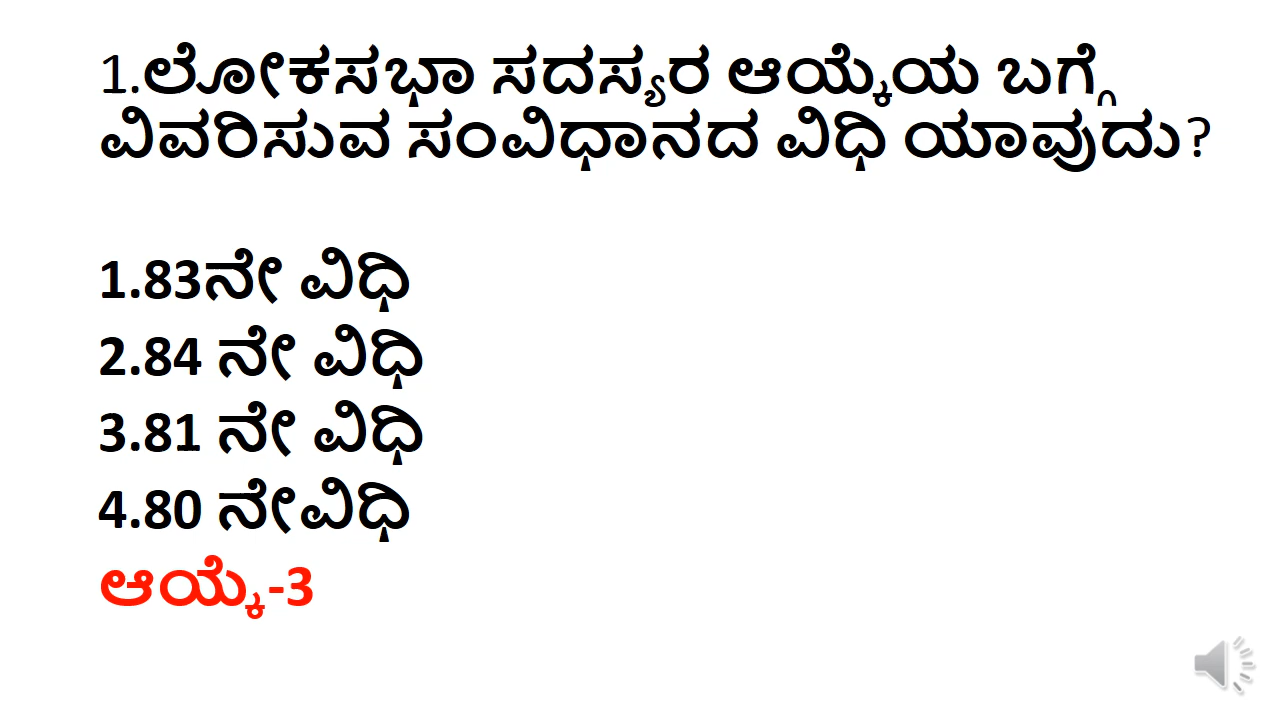 1.ಲೋಕಸಭಾ ಸದಸ್ಯರ ಆಯ್ಕೆಯ ಬಗ್ಗೆ
ವಿವರಿಸುವ ಸಂವಿಧಾನದ ವಿಧಿ ಯಾವುದು?
1.83ನೇ ವಿಧಿ
2.84 ನೇ ವಿಧಿ
3.81 ನೇ ವಿಧಿ
4.80 ನೇವಿಧಿ
ಆಯ್ಕೆ-3